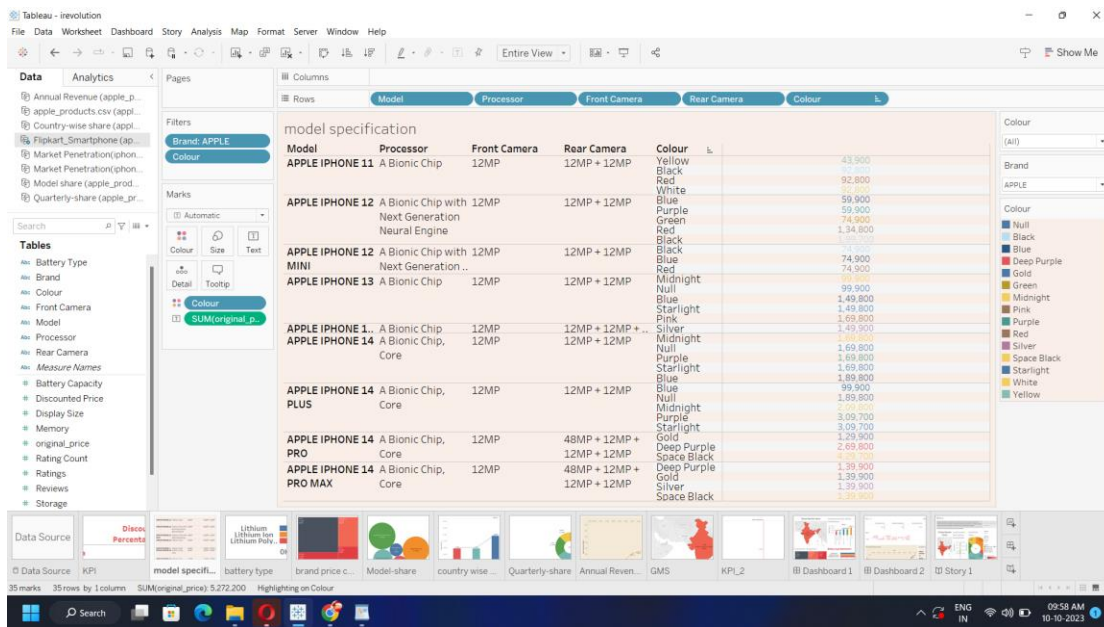 Tableau - irevolution
File Data Worksheet Dashboard Story Analysis Map Format Server Window Help
Entire View
Show Me
Data Analytics
Annual Revenue (apple_p...
apple_products.csv (appl...
Country-wise share (appl...
Flipkart_Smartphone (ap...
Market Penetration(iphon...
Market Penetration(iphon...
Model share (apple_prod...
Quarterly-share (apple_pr...
Search
Tables
Abc Battery Type
Abc Brand
Abc Colour
Abc Front Camera
Abc Model
Abc Processor
Abc Rear Camera
Abc Measure Names
# Battery Capacity
# Discounted Price
# Display Size
# Memory
# original_price
# Rating Count
# Ratings
# Reviews
# Storage
Pages
Filters
Brand: APPLE
Colour
Marks
Automatic
Colour Size Text
Detail Tooltip
Colour
SUM(original_p..
Columns
Rows Model Processor Front Camera Rear Camera Colour
model specification
Model Processor Front Camera Rear Camera Colour
APPLE IPHONE 11 A Bionic Chip 12MP 12MP + 12MP Yellow 43,900
Black
Red 92,800
White
APPLE IPHONE 12 A Bionic Chip with 12MP 12MP + 12MP Blue 59,900
Next Generation Purple 59,900
Neural Engine Green 74,900
Red 1,34,800
Black
APPLE IPHONE 12 A Bionic Chip with 12MP 12MP + 12MP Black
MINI Next Generation .. Blue 74,900
Red 74,900
APPLE IPHONE 13 A Bionic Chip 12MP 12MP + 12MP Midnight
Null 99,900
Blue 1,49,800
Starlight 1,49,800
Pink 1,69,800
APPLE IPHONE 1.. A Bionic Chip 12MP 12MP + 12MP + .. Silver 1,49,900
APPLE IPHONE 14 A Bionic Chip, 12MP 12MP + 12MP Midnight
Core Null 1,69,800
Purple 1,69,800
Starlight 1,69,800
Blue 1,89,800
APPLE IPHONE 14 A Bionic Chip, 12MP 12MP + 12MP Blue 99,900
PLUS Core Null 1,89,800
Midnight
Purple 3,09,700
Starlight 3,09,700
APPLE IPHONE 14 A Bionic Chip, 12MP 48MP + 12MP + Gold 1,29,900
PRO Core 12MP + 12MP Deep Purple 2,69,800
Space Black
APPLE IPHONE 14 A Bionic Chip, 12MP 48MP + 12MP + Deep Purple 1,39,900
PRO MAX Core 12MP + 12MP Gold 1,39,900
Silver 1,39,900
Space Black 1,39,900
Colour
(All)
Brand
APPLE
Colour
Null
Black
Blue
Deep Purple
Gold
Green
Midnight
Pink
Purple
Red
Silver
Space Black
Starlight
White
Yellow
Data Source
Discou
Percenta
Lithium
Lithium Ion
Lithium Poly..
Data Source KPI model specifi... battery type brand price c... Model-share country wise ... Quarterly-share Annual Reven... GMS KPI_2 Dashboard 1 Dashboard 2 Story 1
35 marks 35 rows by 1 column SUM(original_price): 5,272,200 Highlighting on Colour
Search
ENG
IN
09:58 AM
10-10-2023